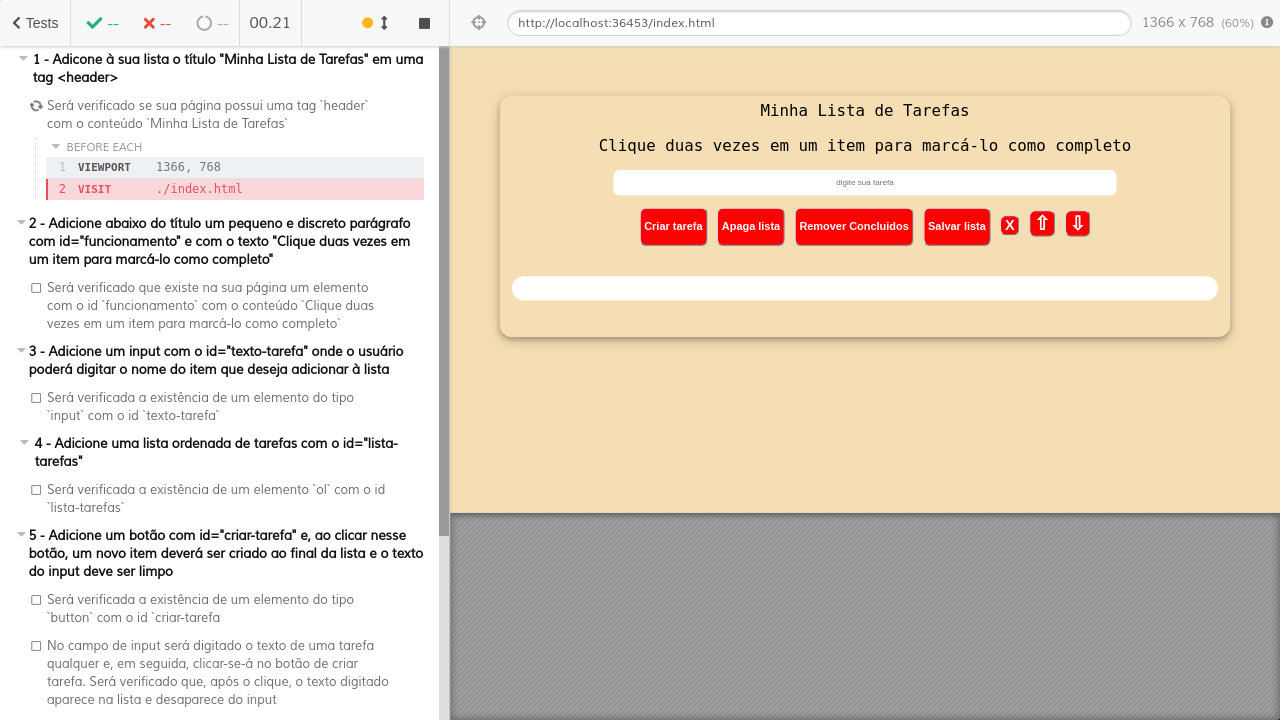 Tests
--
--
--
00.21
http://localhost:36453/index.html
1366 x 768 (60%)
1 - Adicone à sua lista o título "Minha Lista de Tarefas" em uma
tag <header>
Será verificado se sua página possui uma tag `header`
com o conteúdo `Minha Lista de Tarefas`
BEFORE EACH
1 VIEWPORT 1366, 768
2 VISIT ./index.html
2 - Adicione abaixo do título um pequeno e discreto parágrafo
com id="funcionamento" e com o texto "Clique duas vezes em
um item para marcá-lo como completo"
Será verificado que existe na sua página um elemento
com o id `funcionamento` com o conteúdo `Clique duas
vezes em um item para marcá-lo como completo`
3 - Adicione um input com o id="texto-tarefa" onde o usuário
poderá digitar o nome do item que deseja adicionar à lista
Será verificada a existência de um elemento do tipo
`input` com o id `texto-tarefa`
4 - Adicione uma lista ordenada de tarefas com o id="lista-
tarefas"
Será verificada a existência de um elemento `ol` com o id
`lista-tarefas`
5 - Adicione um botão com id="criar-tarefa" e, ao clicar nesse
botão, um novo item deverá ser criado ao final da lista e o texto
do input deve ser limpo
Será verificada a existência de um elemento do tipo
`button` com o id `criar-tarefa
No campo de input será digitado o texto de uma tarefa
qualquer e, em seguida, clicar-se-á no botão de criar
tarefa. Será verificado que, após o clique, o texto digitado
aparece na lista e desaparece do input
Minha Lista de Tarefas
Clique duas vezes em um item para marcá-lo como completo
digite sua tarefa
Criar tarefa Apaga lista Remover Concluidos Salvar lista X ⇧ ⇩